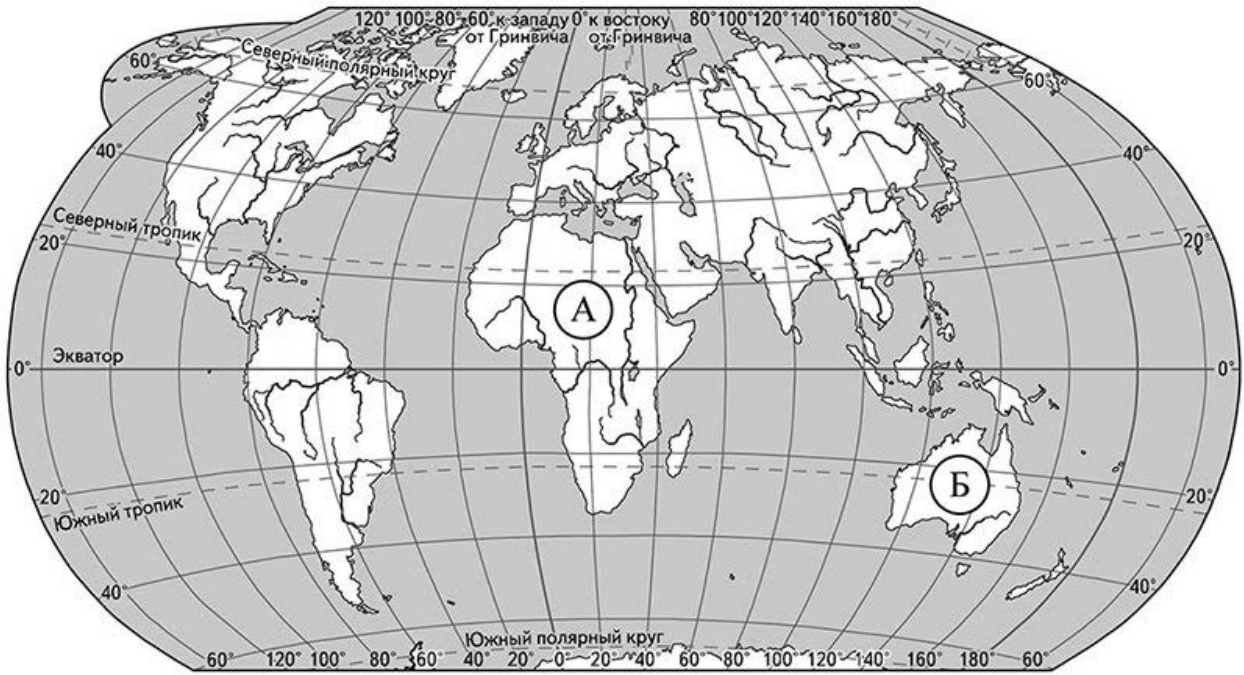 120° 100° 80° 60° к западу 0° к востоку 80° 100° 120° 140° 160° 180°
от Гринвича от Гринвича
60° Северный полярный круг 60°
40° 40°
Северный тропик
20° 20°
А
Экватор
0° 0°
Б
20° 20°
Южный тропик
40° 40°
Южный полярный круг
60° 120° 100° 80° 60° 40° 20° 0° 20° 40° 60° 80° 100° 120° 140° 160° 180° 60°